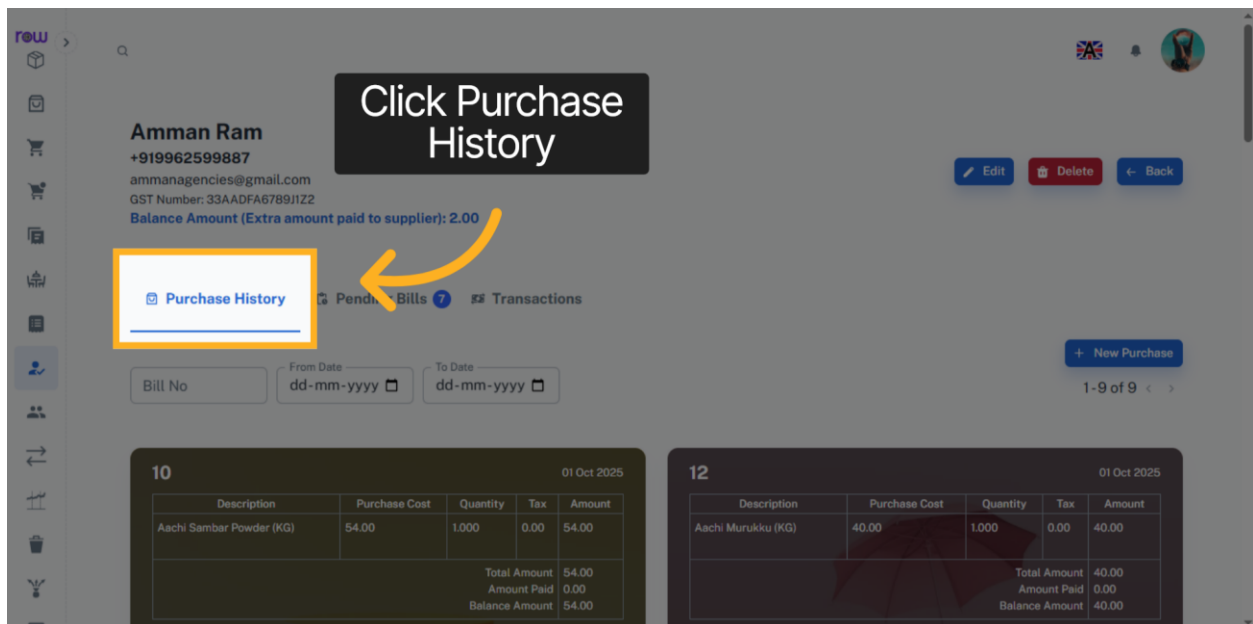 row
Click Purchase
History
Amman Ram
+919962599887
ammanagencies@gmail.com
GST Number: 33AADFA6789J1Z2
Balance Amount (Extra amount paid to supplier): 2.00
Edit
Delete
Back
Purchase History
Bills 7
Transactions
New Purchase
Bill No
From Date
dd-mm-yyyy
To Date
dd-mm-yyyy
1-9 of 9
10
01 Oct 2025
Description Purchase Cost Quantity Tax Amount
Aachi Sambar Powder (KG) 54.00 1.000 0.00 54.00
Total Amount 54.00
Amount Paid 0.00
Balance Amount 54.00
12
01 Oct 2025
Description Purchase Cost Quantity Tax Amount
Aachi Murukku (KG) 40.00 1.000 0.00 40.00
Total Amount 40.00
Amount Paid 0.00
Balance Amount 40.00